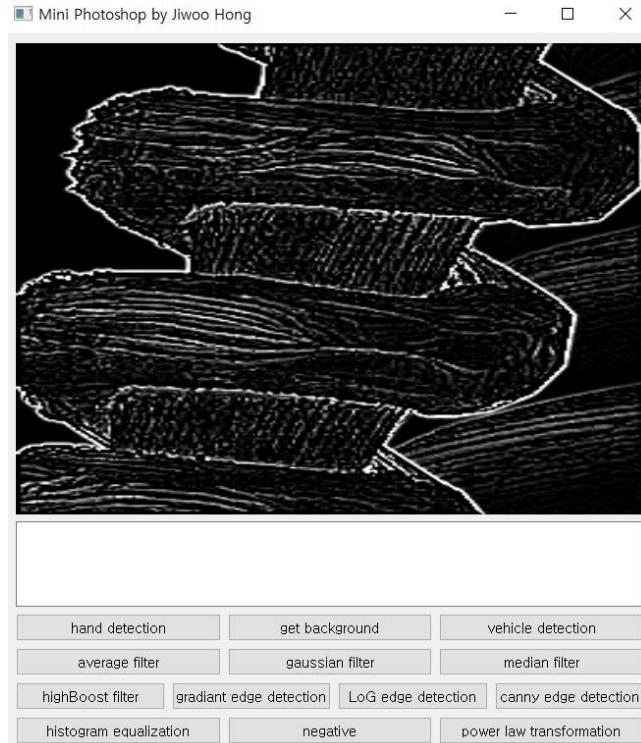 Mini Photoshop by Jiwoo Hong
hand detection get background vehicle detection
average filter gaussian filter median filter
highBoost filter gradiant edge detection LoG edge detection canny edge detection
histogram equalization negative power law transformation